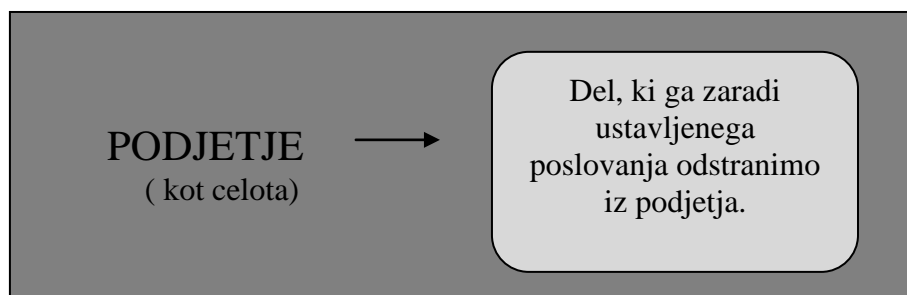 PODJETJE
( kot celota)
Del, ki ga zaradi
ustavljenega
poslovanja odstranimo
iz podjetja.